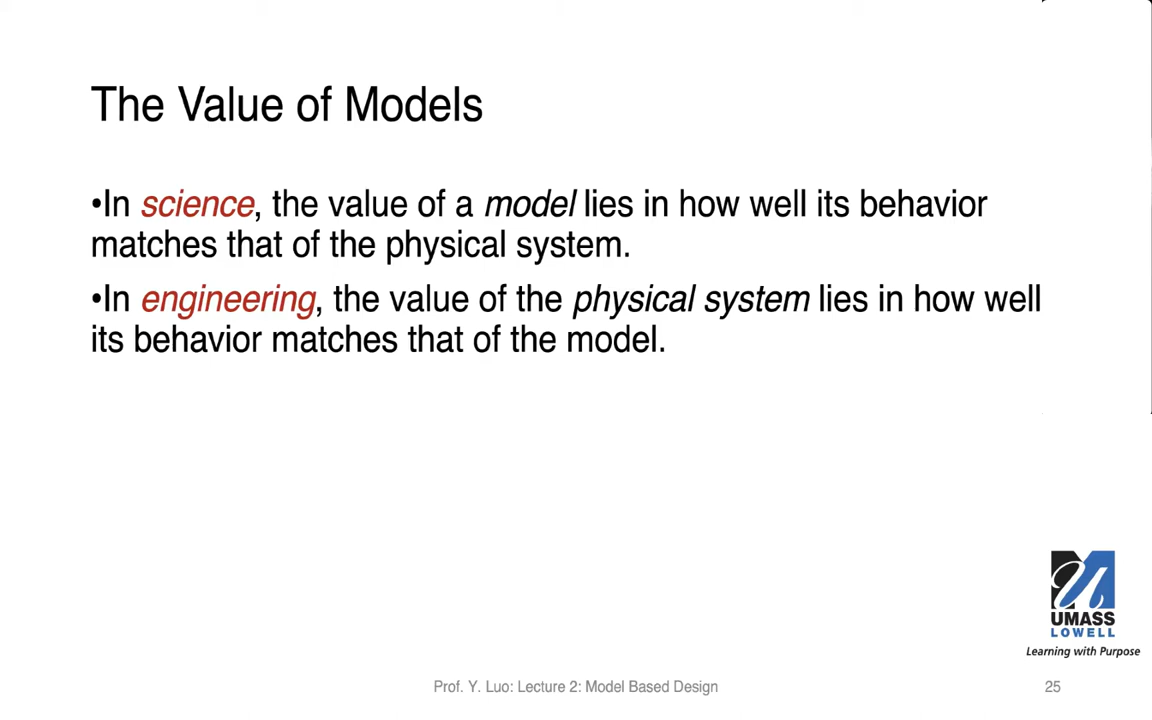 The Value of Models
•In science, the value of a model lies in how well its behavior
matches that of the physical system.
•In engineering, the value of the physical system lies in how well
its behavior matches that of the model.
UMASS
LOWELL
Learning with Purpose
Prof. Y. Luo: Lecture 2: Model Based Design
25